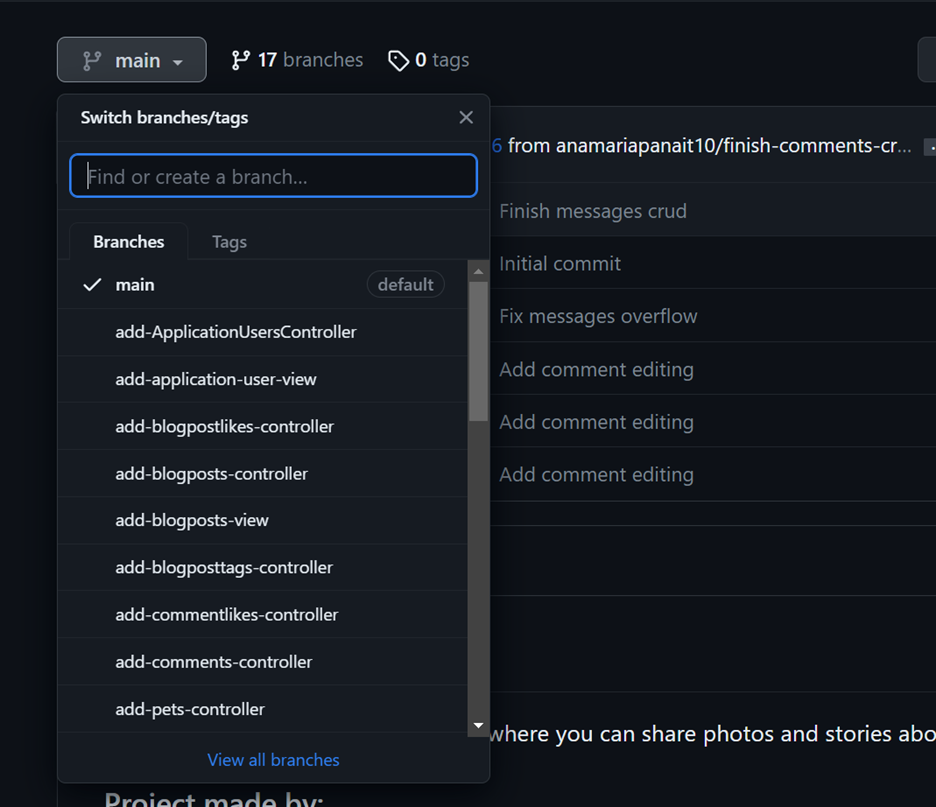 main 17 branches 0 tags
Switch branches/tags
6 from anamariapanait10/finish-comments-cr...
Find or create a branch...
Finish messages crud
Branches Tags
Initial commit
main default
Fix messages overflow
add-ApplicationUsersController
Add comment editing
add-application-user-view
Add comment editing
add-blogpostlikes-controller
Add comment editing
add-blogposts-controller
add-blogposts-view
add-blogposttags-controller
add-commentlikes-controller
add-comments-controller
add-pets-controller
where you can share photos and stories abo
View all branches
Project made by: